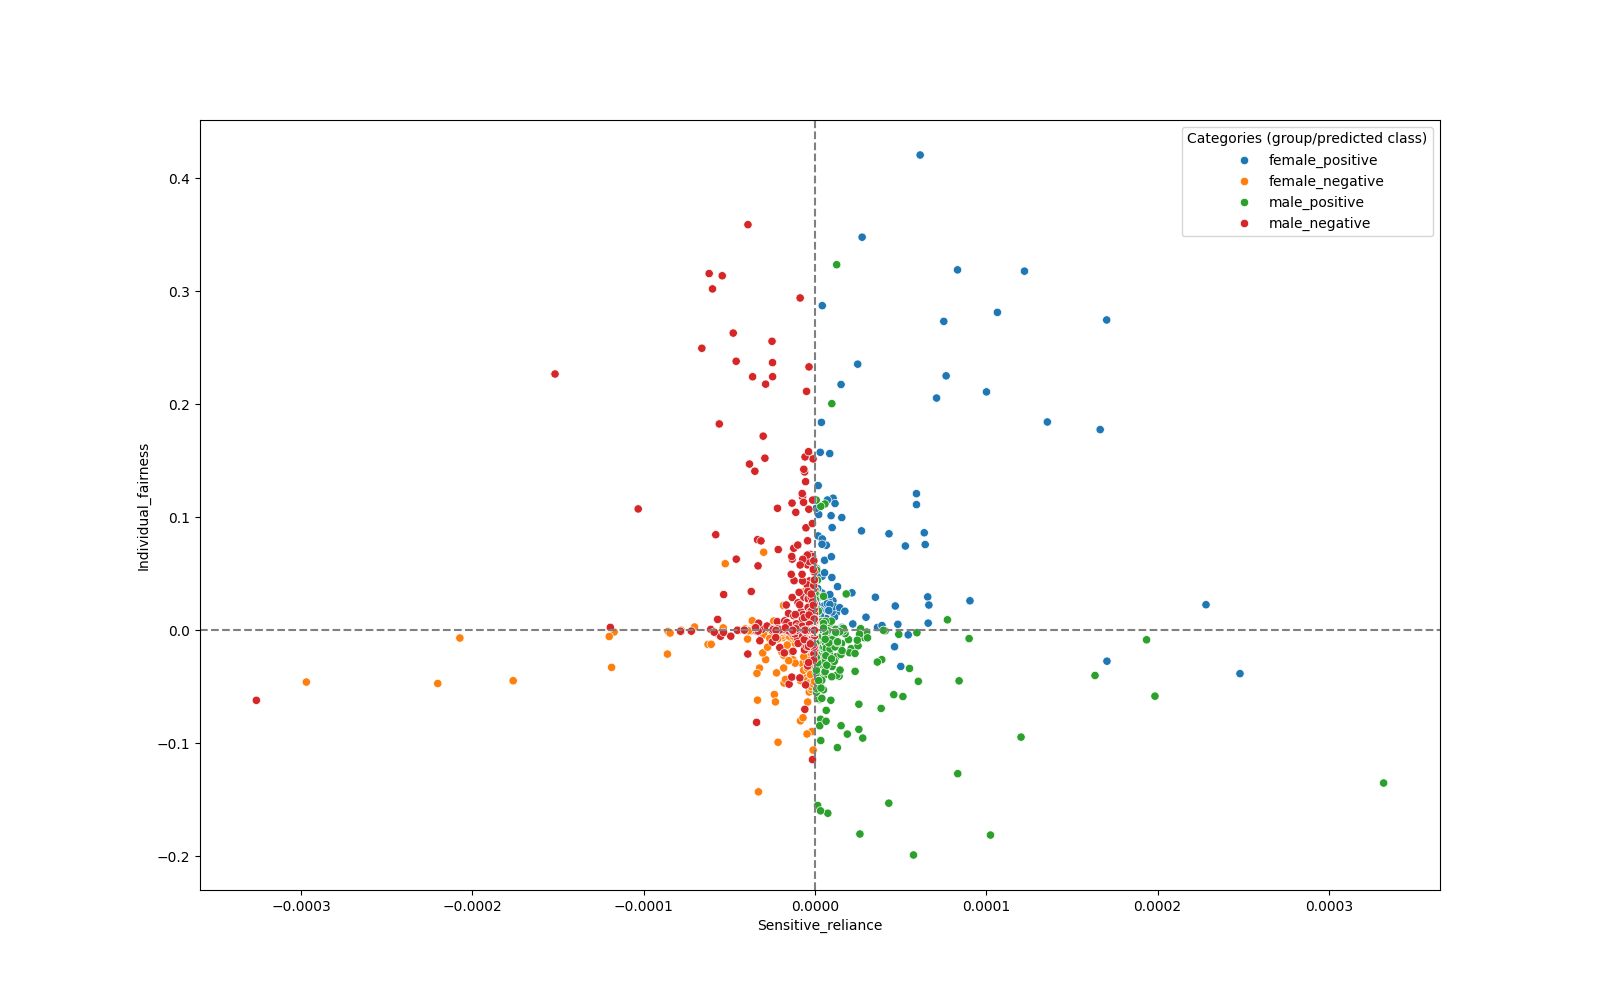 Categories (group/predicted class)
female_positive
female_negative
male_positive
male_negative
Individual_fairness
0.4
0.3
0.2
0.1
0.0
−0.1
−0.2
−0.0003
−0.0002
−0.0001
0.0000
0.0001
0.0002
0.0003
Sensitive_reliance